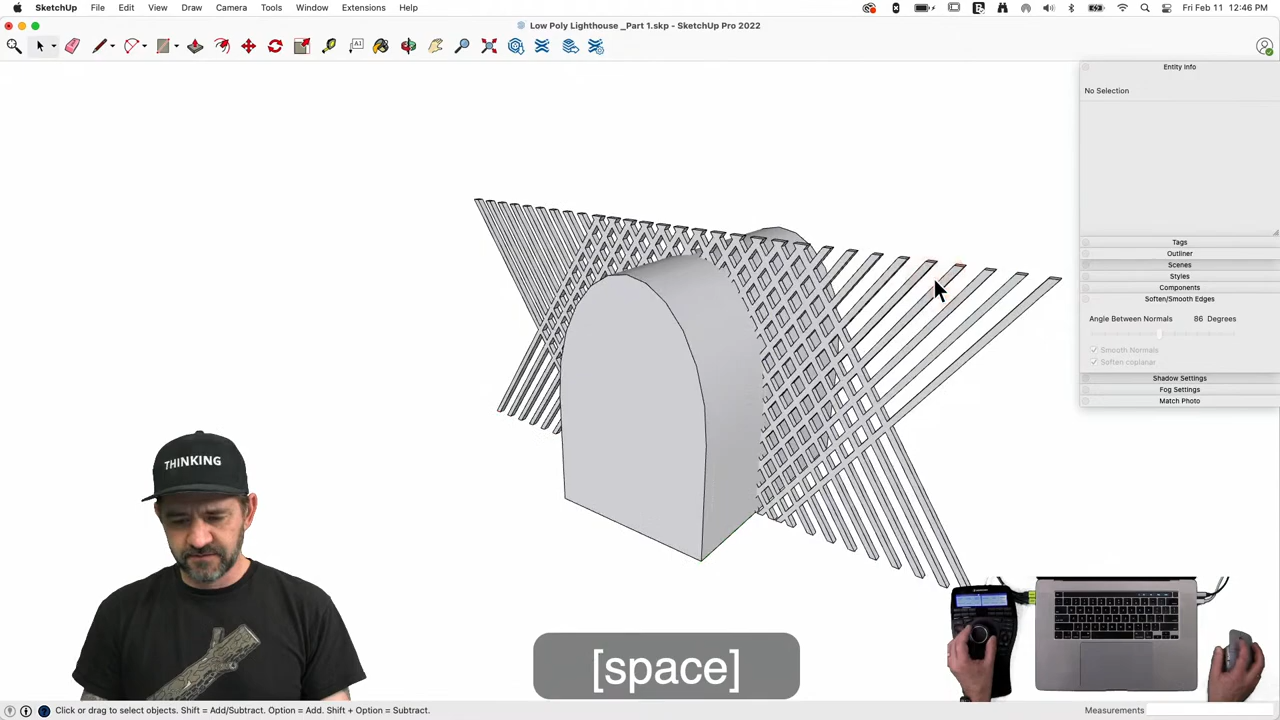 SketchUp File Edit View Draw Camera Tools Window Extensions Help
Fri Feb 11 12:46 PM
Low Poly Lighthouse _Part 1.skp - SketchUp Pro 2022
Entity Info
No Selection
Tags
Outliner
Scenes
Styles
Components
Soften/Smooth Edges
Angle Between Normals 86 Degrees
Smooth Normals
Soften coplanar
Shadow Settings
Fog Settings
Match Photo
THINKING
[space]
Click or drag to select objects. Shift = Add/Subtract. Option = Add. Shift + Option = Subtract.
Measurements